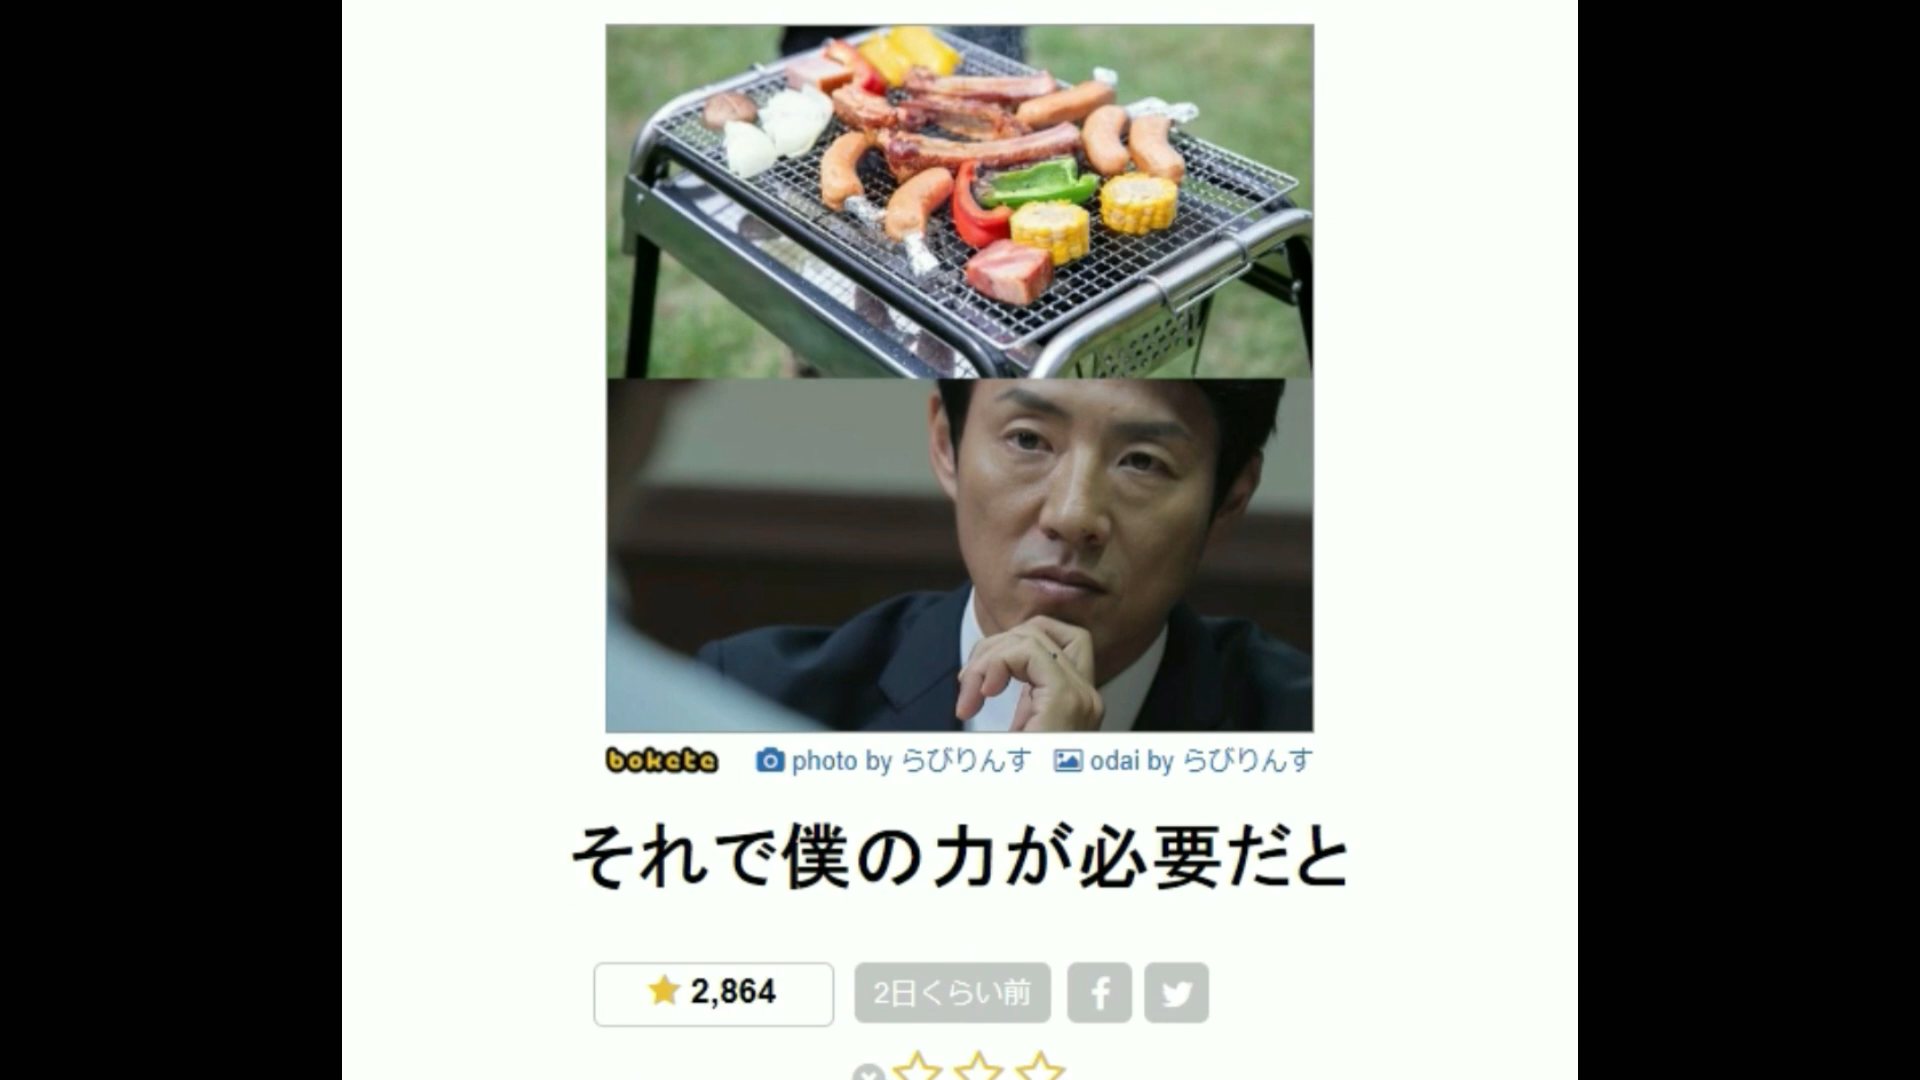 bokete photo by らびりんす odai by らびりんす
それで僕の力が必要だと
2,864 2日くらい前